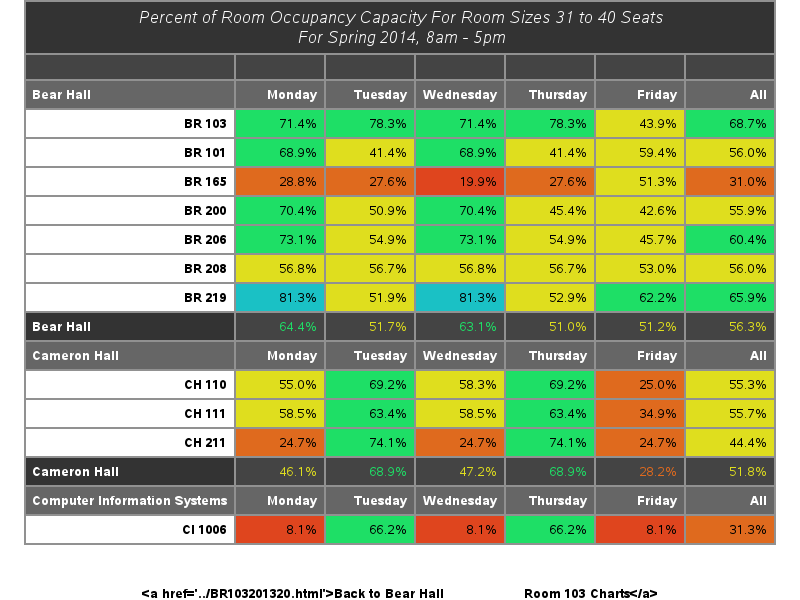 Percent of Room Occupancy Capacity For Room Sizes 31 to 40 Seats
For Spring 2014, 8am - 5pm
Bear Hall Monday Tuesday Wednesday Thursday Friday All
BR 103 71.4% 78.3% 71.4% 78.3% 43.9% 68.7%
BR 101 68.9% 41.4% 68.9% 41.4% 59.4% 56.0%
BR 165 28.8% 27.6% 19.9% 27.6% 51.3% 31.0%
BR 200 70.4% 50.9% 70.4% 45.4% 42.6% 55.9%
BR 206 73.1% 54.9% 73.1% 54.9% 45.7% 60.4%
BR 208 56.8% 56.7% 56.8% 56.7% 53.0% 56.0%
BR 219 81.3% 51.9% 81.3% 52.9% 62.2% 65.9%
Bear Hall 64.4% 51.7% 63.1% 51.0% 51.2% 56.3%
Cameron Hall Monday Tuesday Wednesday Thursday Friday All
CH 110 55.0% 69.2% 58.3% 69.2% 25.0% 55.3%
CH 111 58.5% 63.4% 58.5% 63.4% 34.9% 55.7%
CH 211 24.7% 74.1% 24.7% 74.1% 24.7% 44.4%
Cameron Hall 46.1% 68.9% 47.2% 68.9% 28.2% 51.8%
Computer Information Systems Monday Tuesday Wednesday Thursday Friday All
CI 1006 8.1% 66.2% 8.1% 66.2% 8.1% 31.3%
<a href='../BR103201320.html'>Back to Bear Hall Room 103 Charts</a>